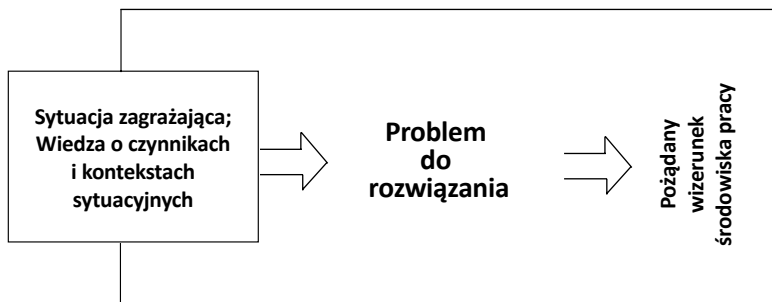 Sytuacja zagrażająca;
Wiedza o czynnikach
i kontekstach
sytuacyjnych
Problem
do
rozwiązania
Pożądany
wizerunek
środowiska pracy